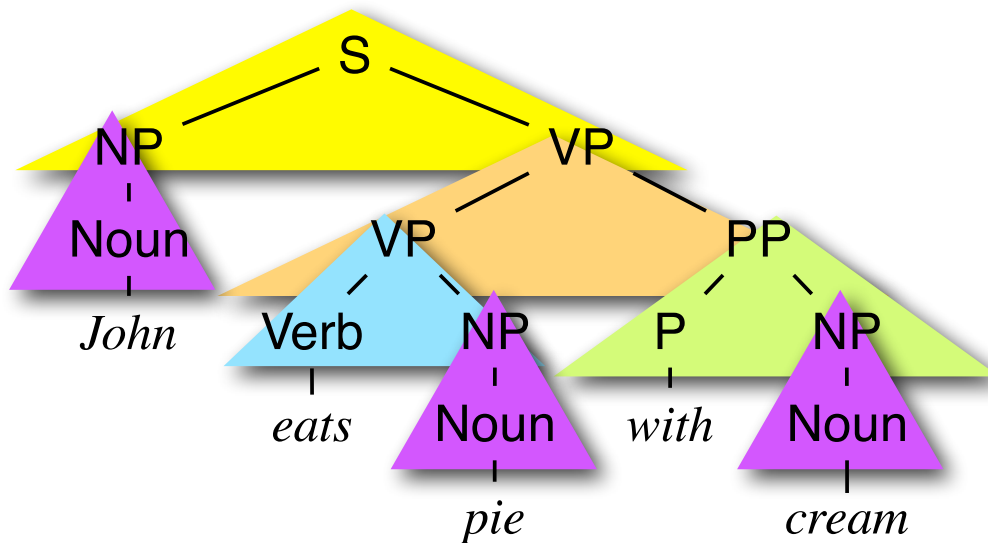 S
NP VP
Noun VP PP
John Verb NP P NP
eats Noun with Noun
pie cream